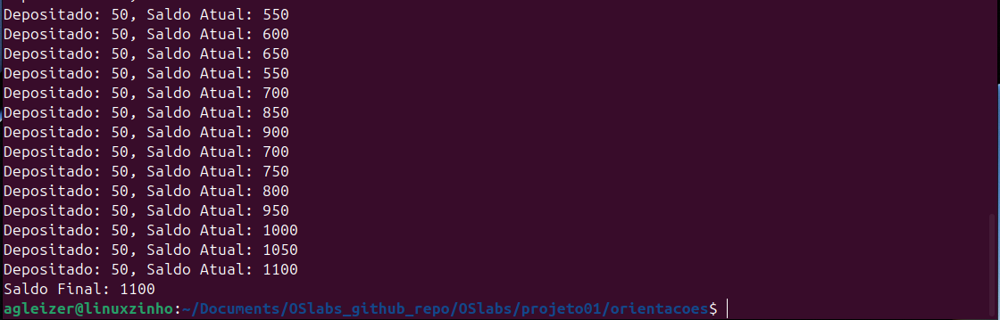 Depositado: 50, Saldo Atual: 550
Depositado: 50, Saldo Atual: 600
Depositado: 50, Saldo Atual: 650
Depositado: 50, Saldo Atual: 550
Depositado: 50, Saldo Atual: 700
Depositado: 50, Saldo Atual: 850
Depositado: 50, Saldo Atual: 900
Depositado: 50, Saldo Atual: 700
Depositado: 50, Saldo Atual: 750
Depositado: 50, Saldo Atual: 800
Depositado: 50, Saldo Atual: 950
Depositado: 50, Saldo Atual: 1000
Depositado: 50, Saldo Atual: 1050
Depositado: 50, Saldo Atual: 1100
Saldo Final: 1100
agleizer@linuxzinho:~/Documents/OSlabs_github_repo/OSlabs/projeto01/orientacoes$